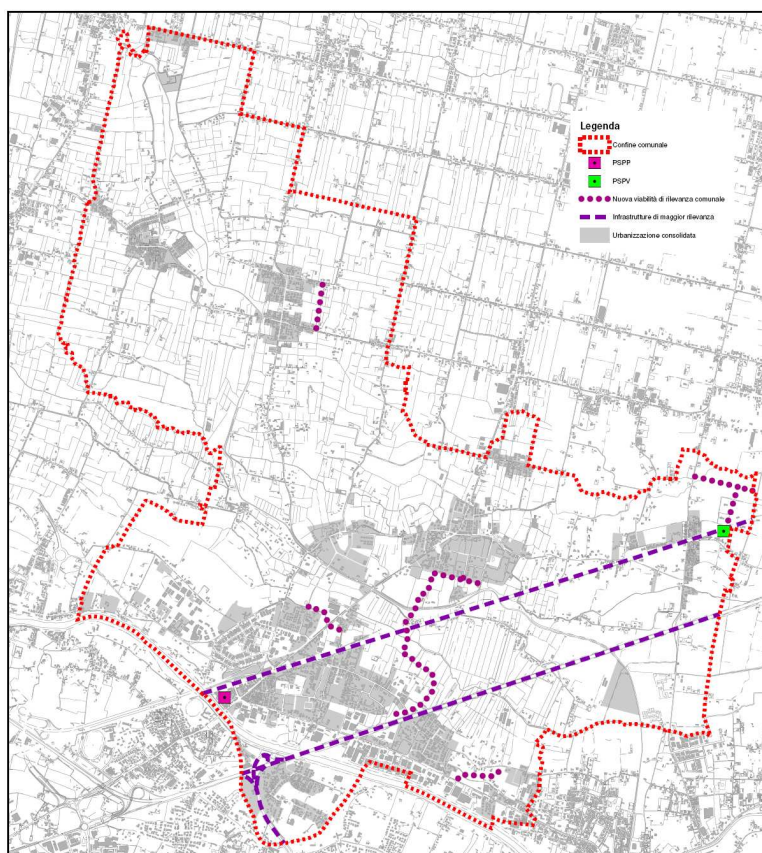 Legenda
Confine comunale
PSPP
PSPV
Nuova viabilità di rilevanza comunale
Infrastrutture di maggior rilevanza
Urbanizzazione consolidata